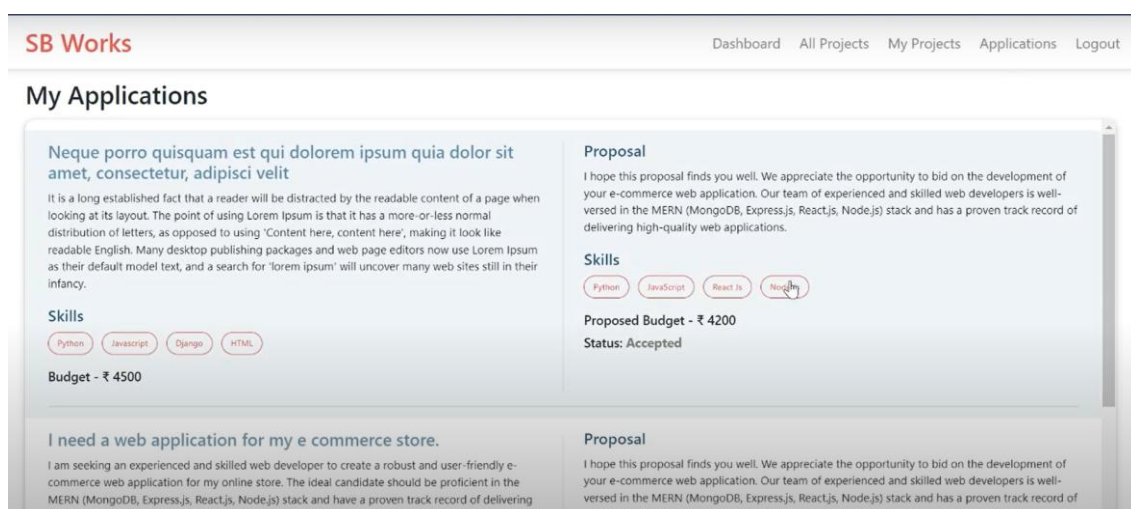 SB Works
Dashboard All Projects My Projects Applications Logout
My Applications
Neque porro quisquam est qui dolorem ipsum quia dolor sit
amet, consectetur, adipisci velit
It is a long established fact that a reader will be distracted by the readable content of a page when
looking at its layout. The point of using Lorem Ipsum is that it has a more-or-less normal
distribution of letters, as opposed to using 'Content here, content here', making it look like
readable English. Many desktop publishing packages and web page editors now use Lorem Ipsum
as their default model text, and a search for 'lorem ipsum' will uncover many web sites still in their
infancy.
Skills
Python Javascript Django HTML
Budget - ₹ 4500
Proposal
I hope this proposal finds you well. We appreciate the opportunity to bid on the development of
your e-commerce web application. Our team of experienced and skilled web developers is well-
versed in the MERN (MongoDB, Express.js, React.js, Node.js) stack and has a proven track record of
delivering high-quality web applications.
Skills
Python JavaScript React Js
Proposed Budget - ₹ 4200
Status: Accepted
I need a web application for my e commerce store.
I am seeking an experienced and skilled web developer to create a robust and user-friendly e-
commerce web application for my online store. The ideal candidate should be proficient in the
MERN (MongoDB, Express.js, React.js, Node.js) stack and have a proven track record of delivering
Proposal
I hope this proposal finds you well. We appreciate the opportunity to bid on the development of
your e-commerce web application. Our team of experienced and skilled web developers is well-
versed in the MERN (MongoDB, Express.js, React.js, Node.js) stack and has a proven track record of